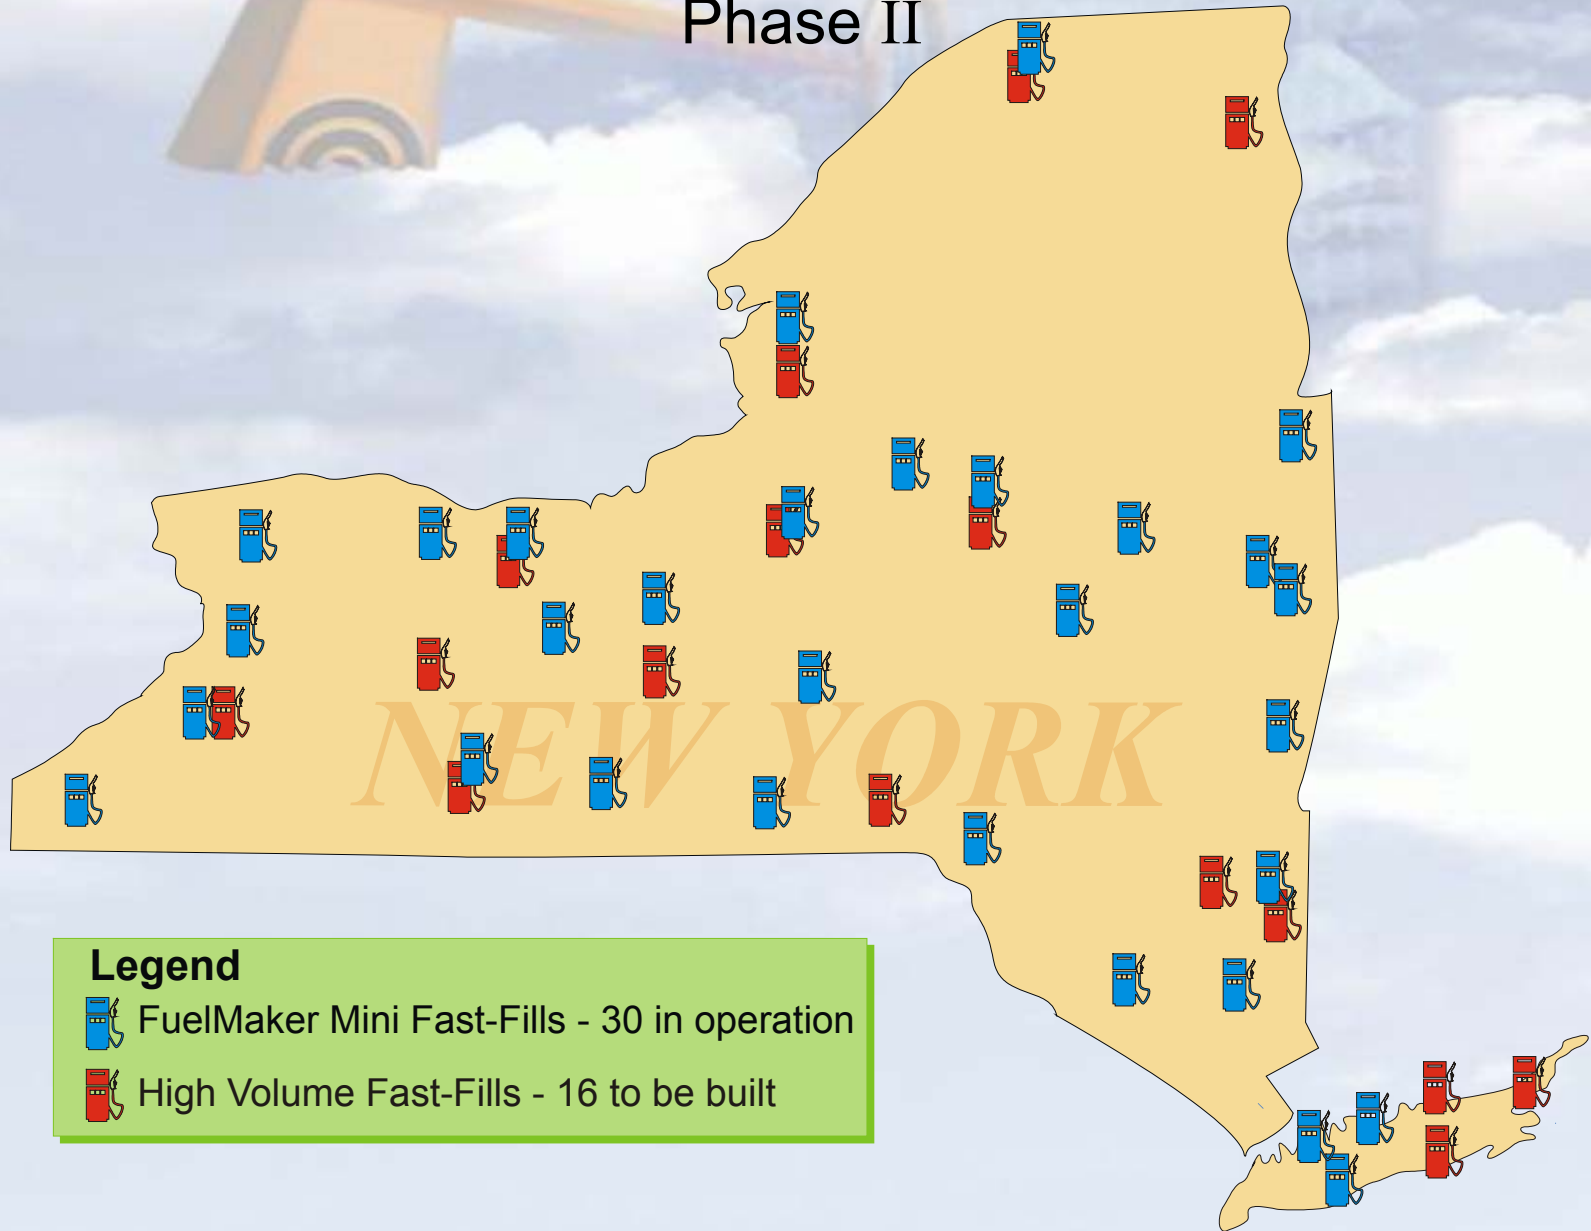 Phase II
NEW YORK
Legend
FuelMaker Mini Fast-Fills - 30 in operation
High Volume Fast-Fills - 16 to be built